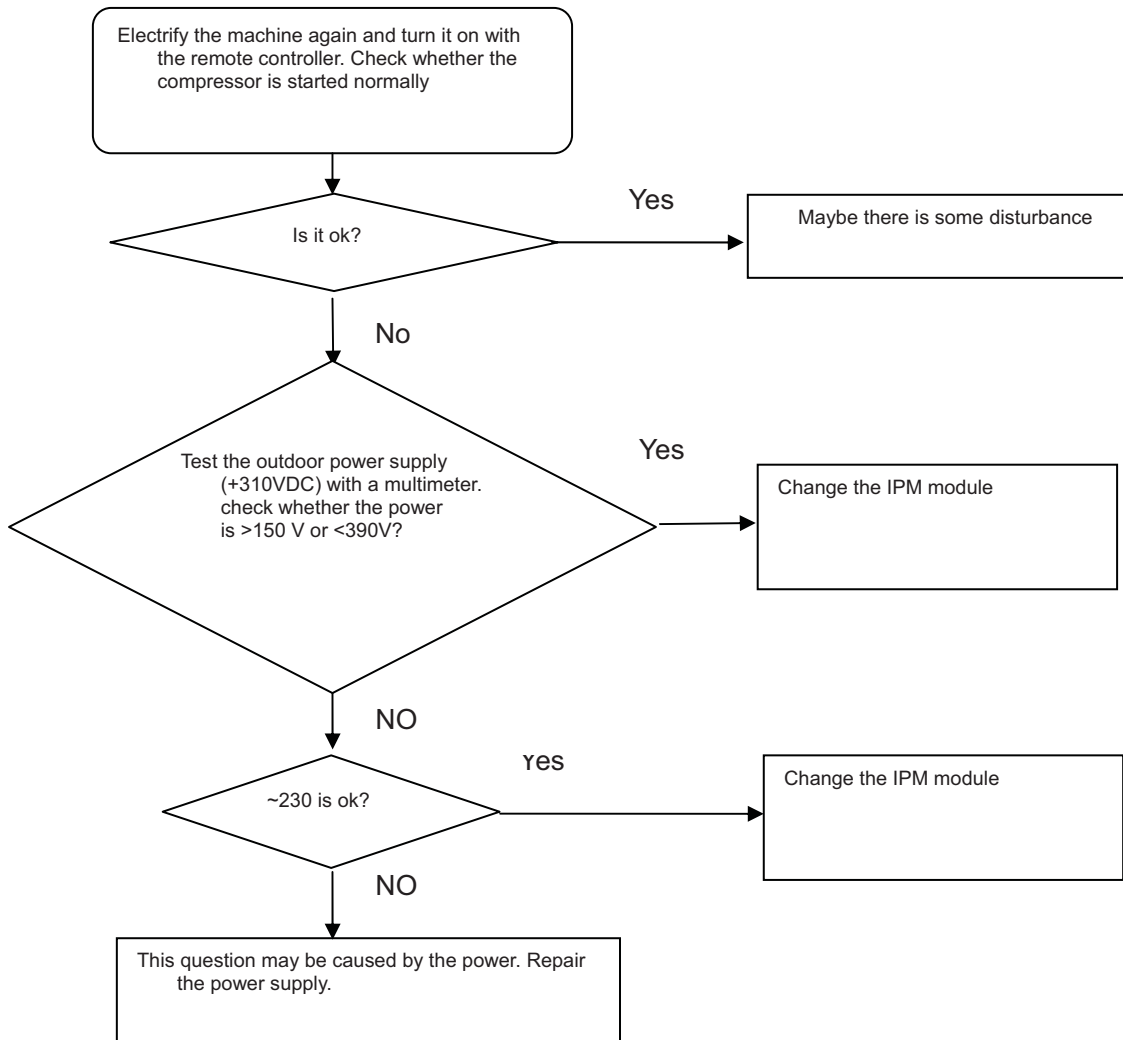 Electrify the machine again and turn it on with
the remote controller. Check whether the
compressor is started normally
Yes
Is it ok?
Maybe there is some disturbance
No
Yes
Test the outdoor power supply
(+310VDC) with a multimeter.
check whether the power
is >150 V or <390V?
Change the IPM module
NO
Yes
~230 is ok?
Change the IPM module
NO
This question may be caused by the power. Repair
the power supply.